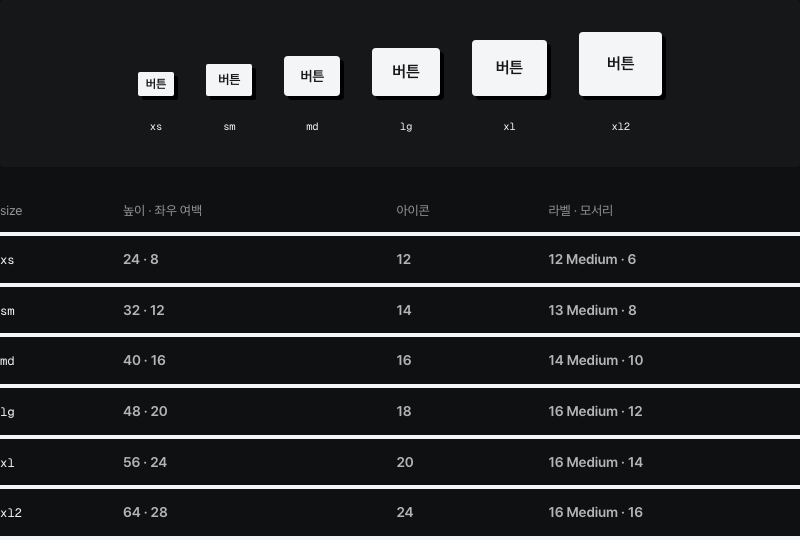 버튼 버튼 버튼 버튼 버튼 버튼
xs sm md lg xl xl2
size 높이 · 좌우 여백 아이콘 라벨 · 모서리
xs 24 · 8 12 12 Medium · 6
sm 32 · 12 14 13 Medium · 8
md 40 · 16 16 14 Medium · 10
lg 48 · 20 18 16 Medium · 12
xl 56 · 24 20 16 Medium · 14
xl2 64 · 28 24 16 Medium · 16